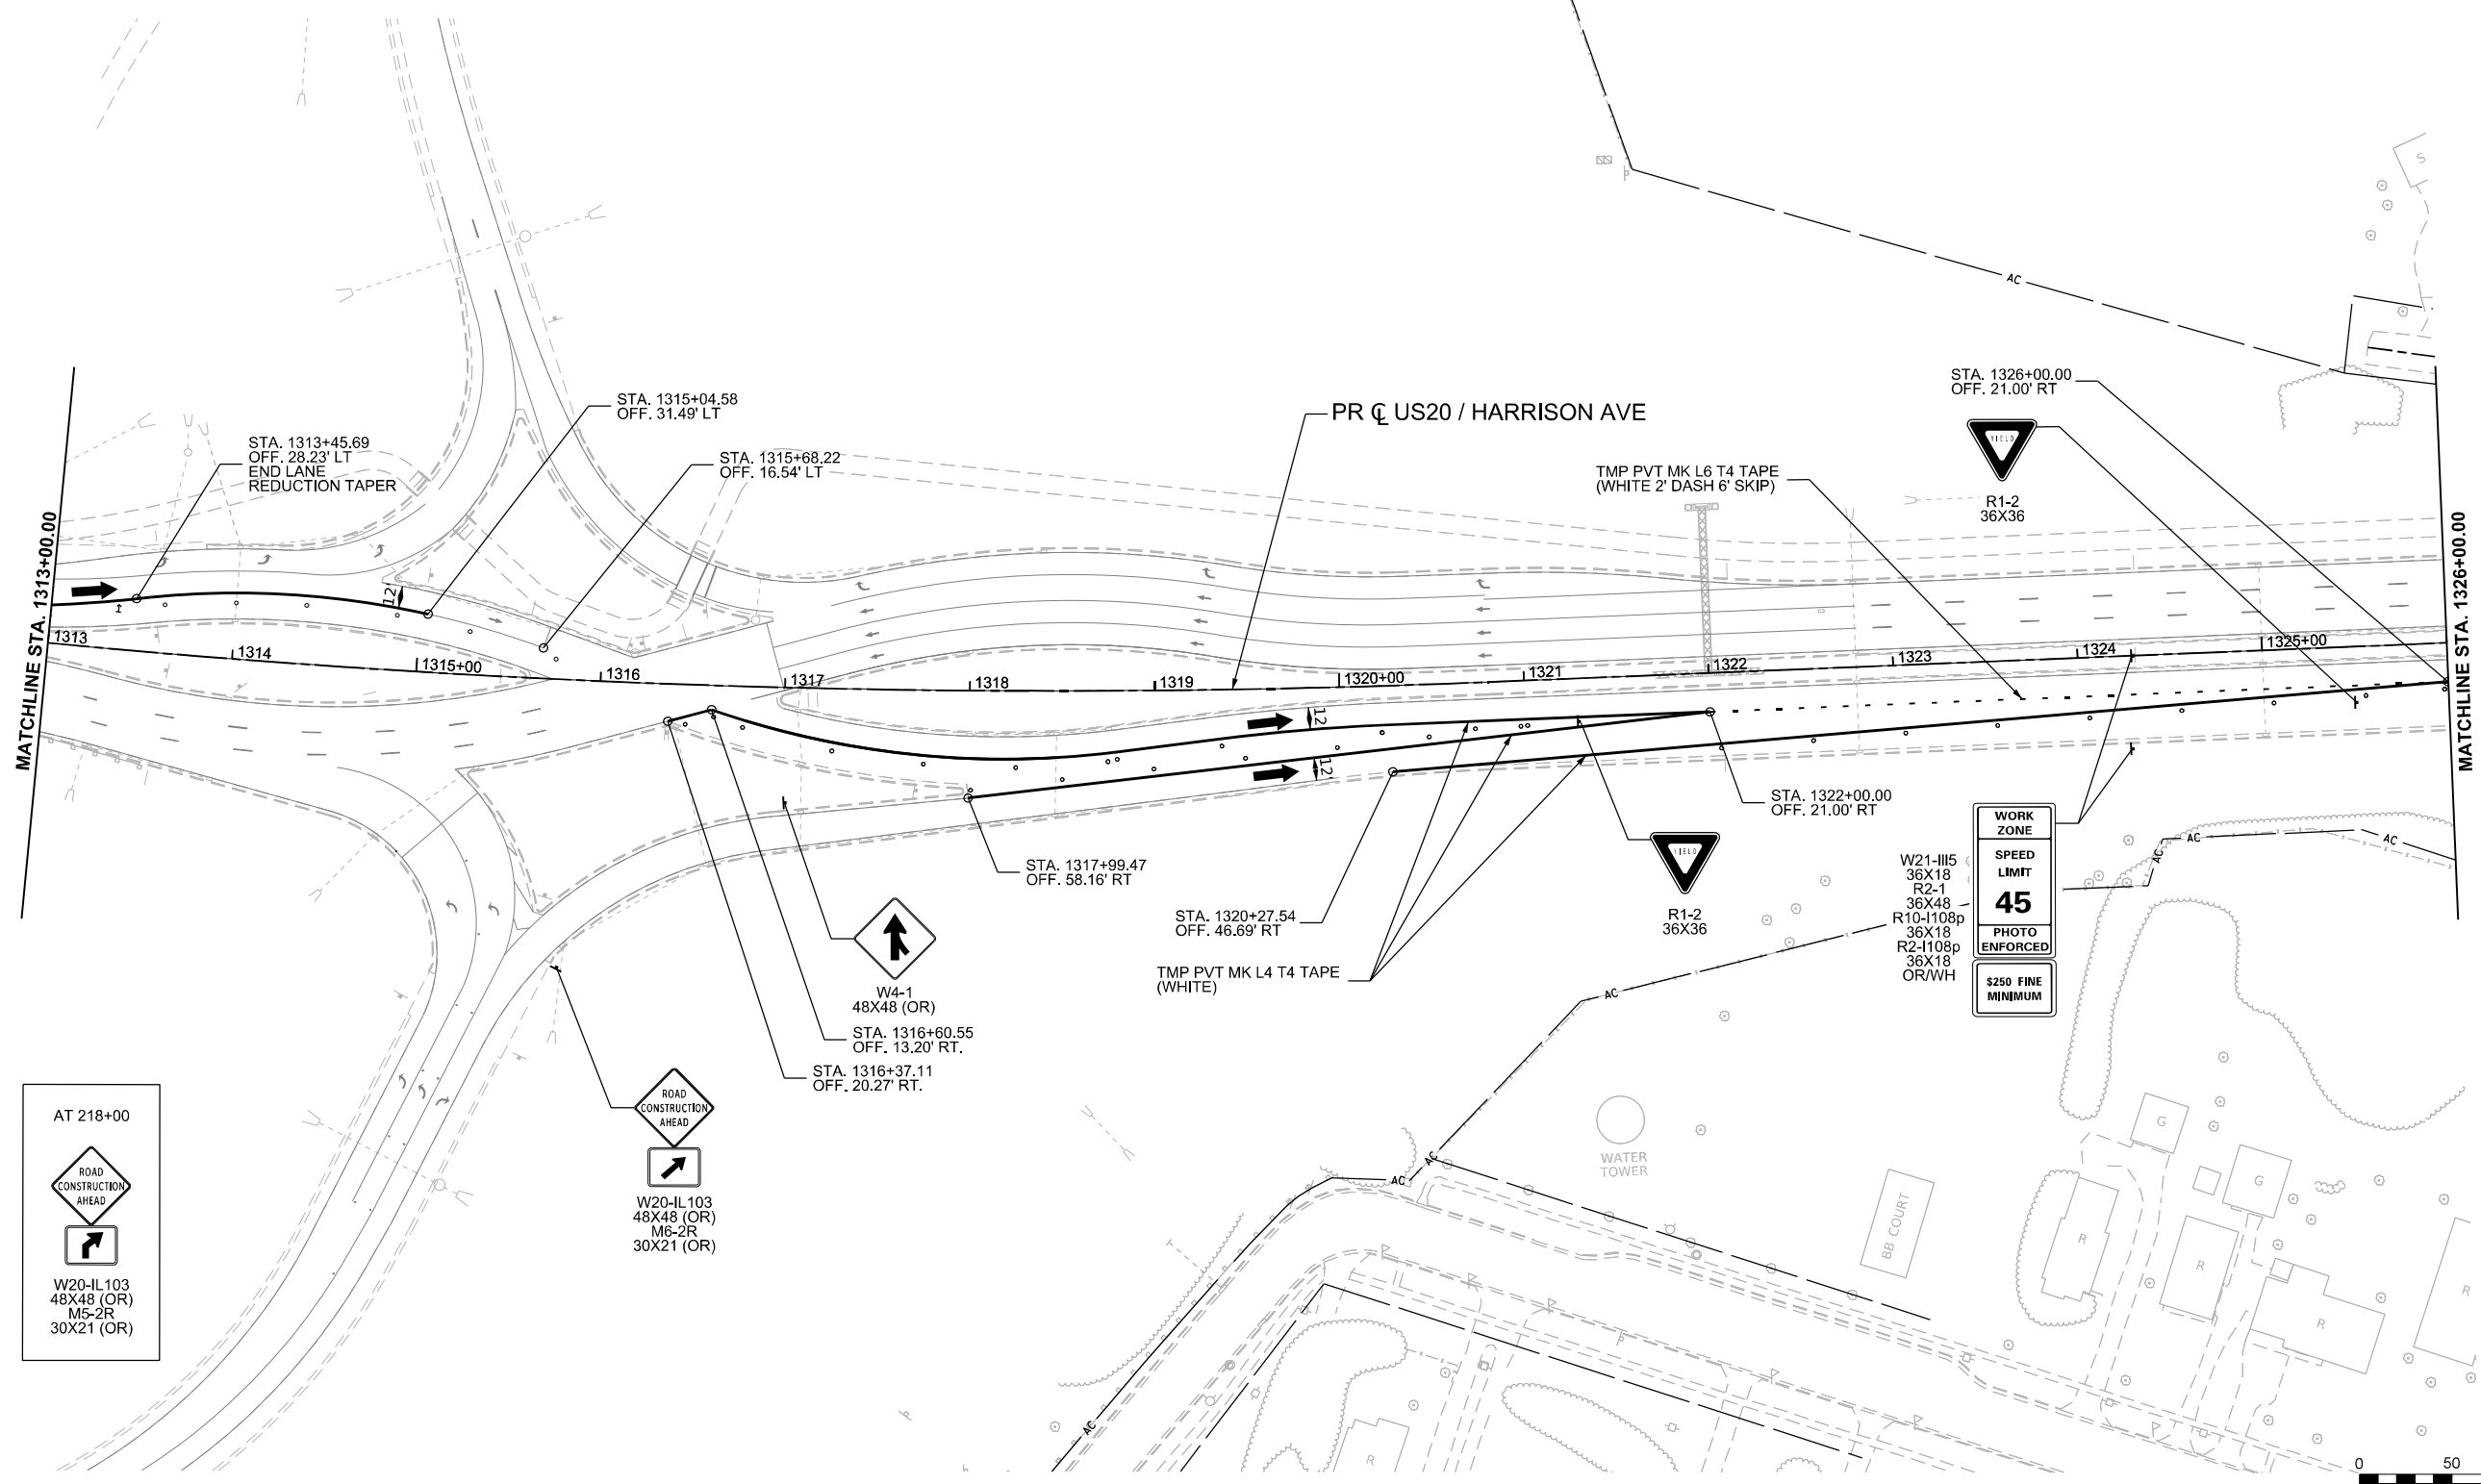 AC
S
STA. 1326+00.00
OFF. 21.00' RT
STA. 1315+04.58
OFF. 31.49' LT
PR ℄ US20 / HARRISON AVE
STA. 1313+45.69
OFF. 28.23' LT
END LANE
REDUCTION TAPER
STA. 1315+68.22
OFF. 16.54' LT
TMP PVT MK L6 T4 TAPE
(WHITE 2' DASH 6' SKIP)
YIELD
R1-2
36X36
MATCHLINE STA. 1313+00.00
MATCHLINE STA. 1326+00.00
12'
1313
1314
1315+00
1316
1317
1318
1319
1320+00
1321
1322
1323
1324
1325+00
12'
12'
STA. 1322+00.00
OFF. 21.00' RT
STA. 1317+99.47
OFF. 58.16' RT
YIELD
R1-2
36X36
STA. 1320+27.54
OFF. 46.69' RT
TMP PVT MK L4 T4 TAPE
(WHITE)
WORK
ZONE
SPEED
LIMIT
45
PHOTO
ENFORCED
$250 FINE
MINIMUM
W21-III5
36X18
R2-1
36X48
R10-I108p
36X18
R2-I108p
36X18
OR/WH
AC
AC
AC
AC
W4-1
48X48 (OR)
STA. 1316+60.55
OFF. 13.20' RT.
STA. 1316+37.11
OFF. 20.27' RT.
ROAD
CONSTRUCTION
AHEAD
W20-IL103
48X48 (OR)
M6-2R
30X21 (OR)
AT 218+00
ROAD
CONSTRUCTION
AHEAD
W20-IL103
48X48 (OR)
M5-2R
30X21 (OR)
WATER
TOWER
AC
AC
BB COURT
G
G
R
R
R
R
R
AC
0 50